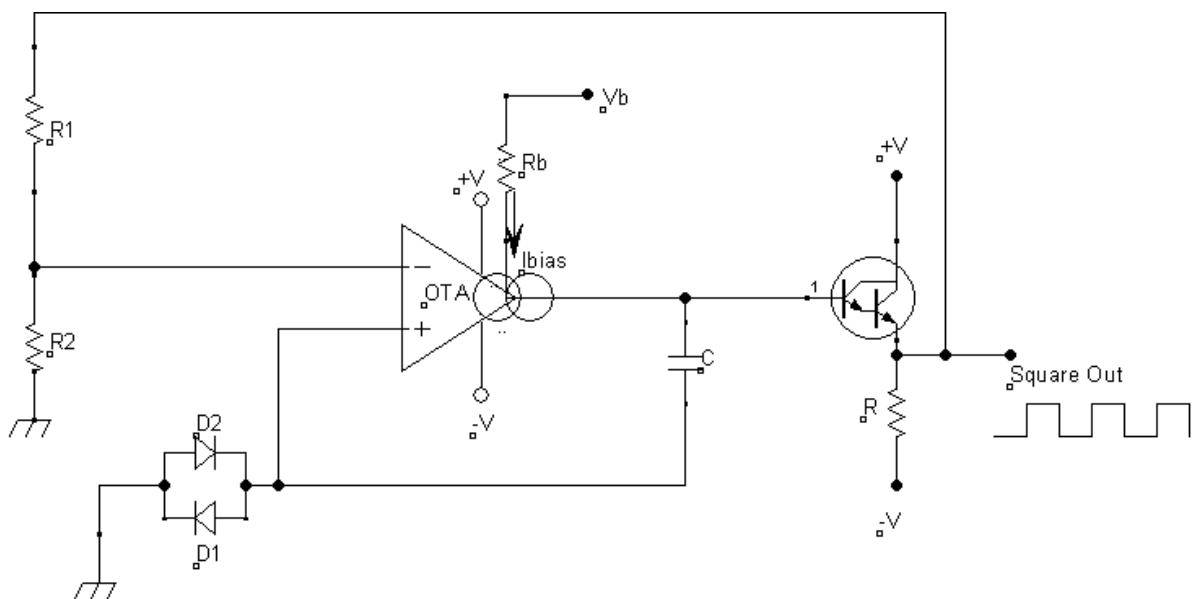 Vb
R1
+V
Rb
+V
Ibias
−
OTA
1
+
R2
C
Square Out
D2
-V
R
-V
D1